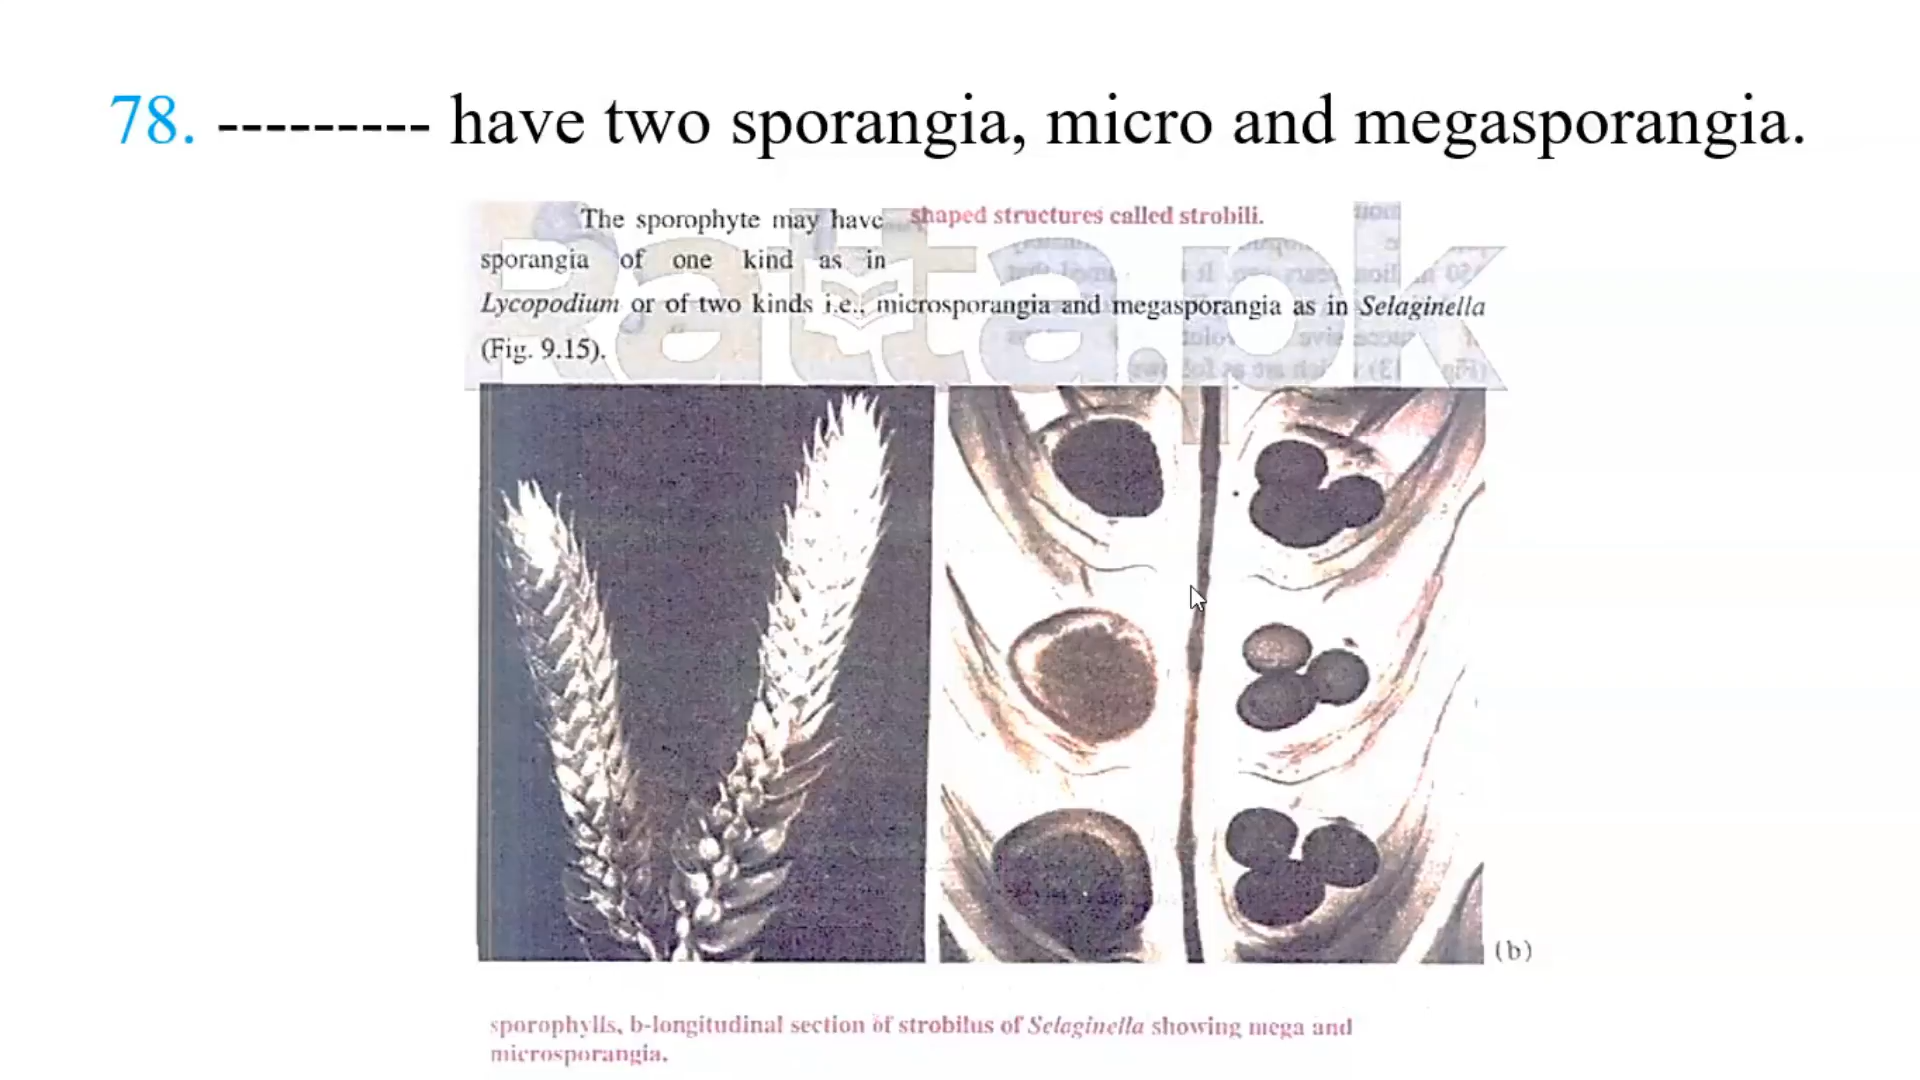 78. --------- have two sporangia, micro and megasporangia.
The sporophyte may have
shaped structures called strobili.
sporangia of one kind as in
Lycopodium or of two kinds i.e., microsporangia and megasporangia as in Selaginella
(Fig. 9.15).
Ratta.pk
(b)
sporophylls, b-longitudinal section of strobilus of Selaginella showing mega and
microsporangia.